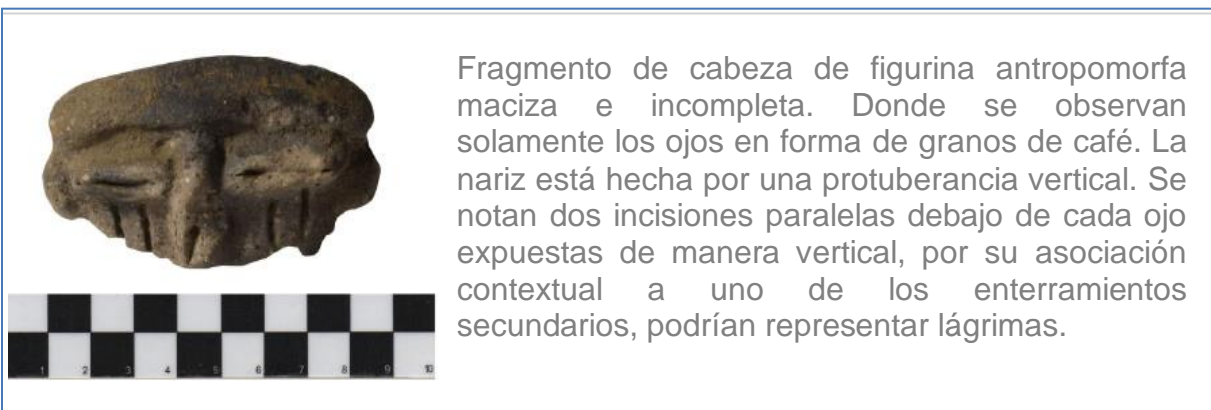 Fragmento de cabeza de figurina antropomorfa
maciza e incompleta. Donde se observan
solamente los ojos en forma de granos de café. La
nariz está hecha por una protuberancia vertical. Se
notan dos incisiones paralelas debajo de cada ojo
expuestas de manera vertical, por su asociación
contextual a uno de los enterramientos
secundarios, podrían representar lágrimas.
1 2 3 4 5 6 7 8 9 10